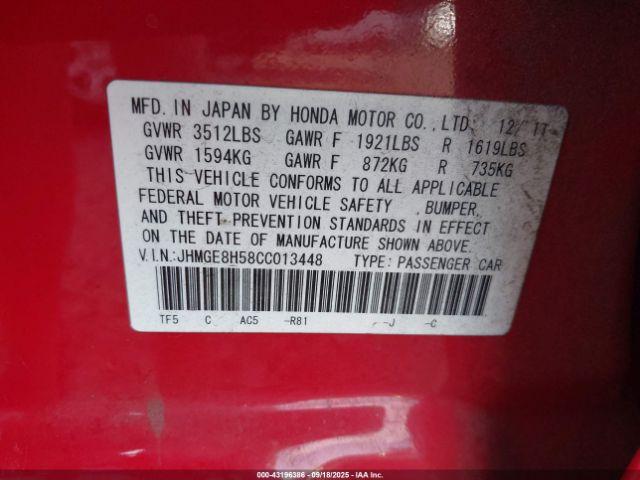 MFD. IN JAPAN BY HONDA MOTOR CO.,LTD. 12/11
GVWR 3512LBS GAWR F 1921LBS R 1619LBS
GVWR 1594KG GAWR F 872KG R 735KG
THIS VEHICLE CONFORMS TO ALL APPLICABLE
FEDERAL MOTOR VEHICLE SAFETY , BUMPER,
AND THEFT PREVENTION STANDARDS IN EFFECT
ON THE DATE OF MANUFACTURE SHOWN ABOVE.
V.I.N.:JHMGE8H58CC013448 TYPE: PASSENGER CAR
TF5 C AC5 -R81 - -J -C
000-43196386 - 09/18/2025 - IAA Inc.